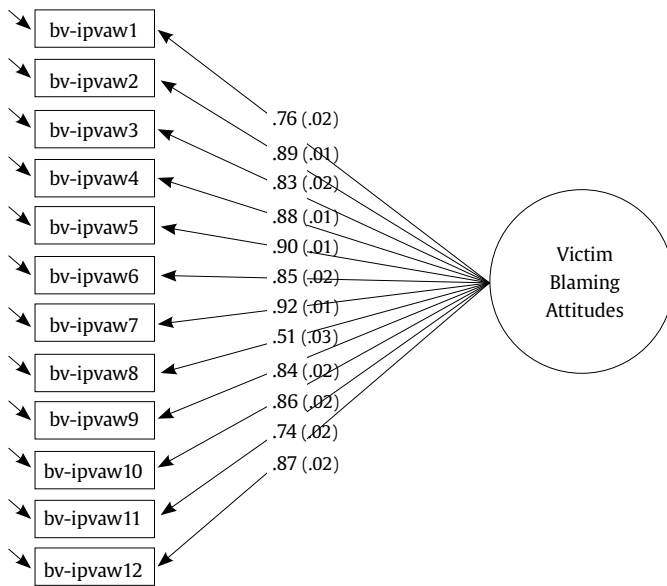 bv-ipvaw1
bv-ipvaw2
bv-ipvaw3
bv-ipvaw4
bv-ipvaw5
bv-ipvaw6
bv-ipvaw7
bv-ipvaw8
bv-ipvaw9
bv-ipvaw10
bv-ipvaw11
bv-ipvaw12
.76 (.02)
.89 (.01)
.83 (.02)
.88 (.01)
.90 (.01)
.85 (.02)
.92 (.01)
.51 (.03)
.84 (.02)
.86 (.02)
.74 (.02)
.87 (.02)
Victim
Blaming
Attitudes